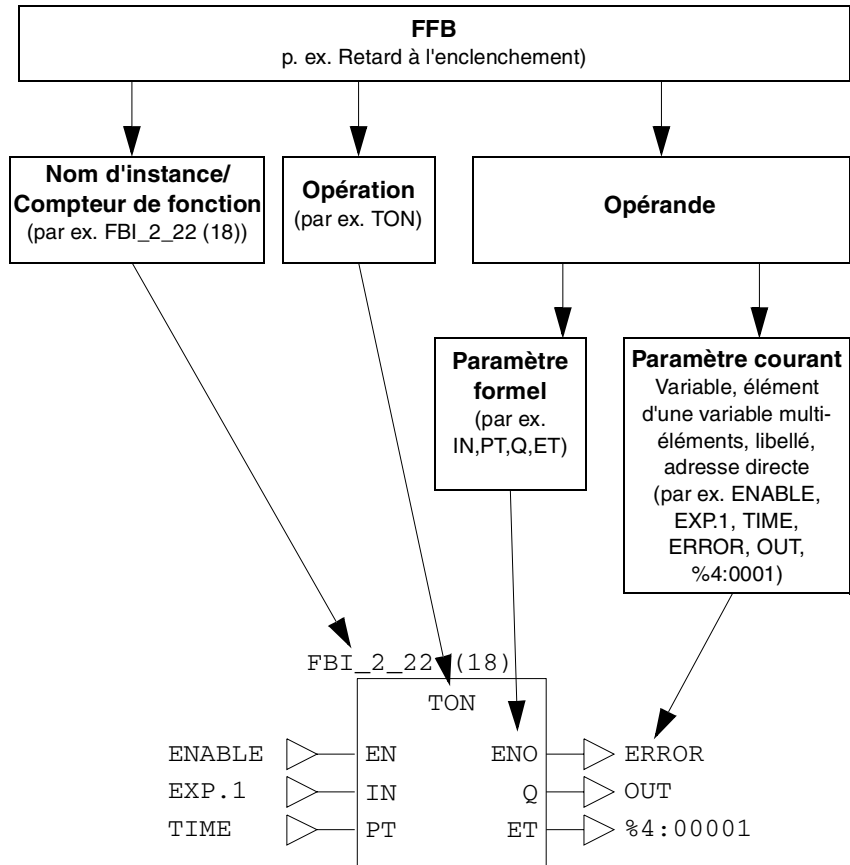 FFB
p. ex. Retard à l'enclenchement)
Nom d'instance/
Compteur de fonction
(par ex. FBI_2_22 (18))
Opération
(par ex. TON)
Opérande
Paramètre
formel
(par ex.
IN,PT,Q,ET)
Paramètre courant
Variable, élément
d'une variable multi-
éléments, libellé,
adresse directe
(par ex. ENABLE,
EXP.1, TIME,
ERROR, OUT,
%4:0001)
FBI_2_22 (18)
TON
ENABLE EN ENO ERROR
EXP.1 IN Q OUT
TIME PT ET %4:00001